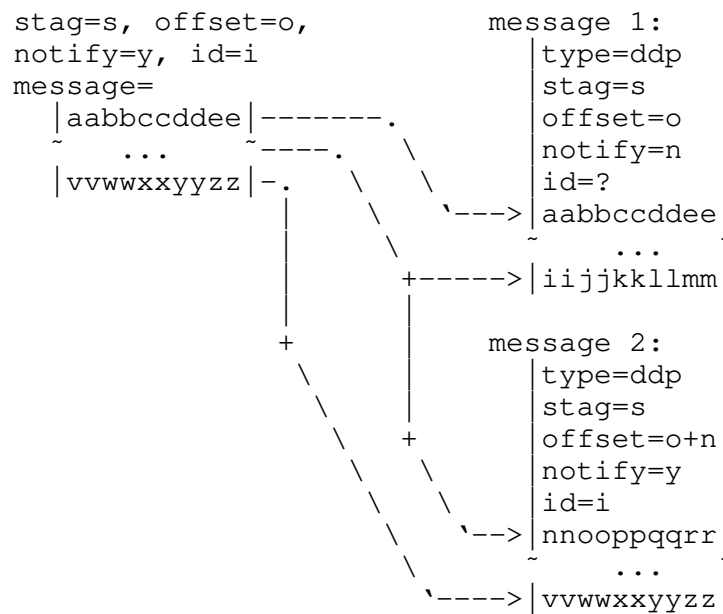 stag=s, offset=o,
notify=y, id=i
message=
|aabbccddee|-------.
~ ... ~----.
|vvwwxxyyzz|-.
message 1:
|type=ddp
|stag=s
|offset=o
|notify=n
|id=?
'--->|aabbccddee
~ ... ~
+----->|iijjkkllmm
message 2:
|type=ddp
|stag=s
|offset=o+n
|notify=y
|id=i
'-->|nnooppqqrr
~ ... ~
'---->|vvwwxxyyzz